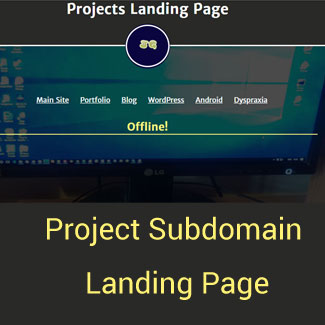 Projects Landing Page
Main Site Portfolio Blog WordPress Android Dyspraxia
Offline!
LG
Project Subdomain
Landing Page